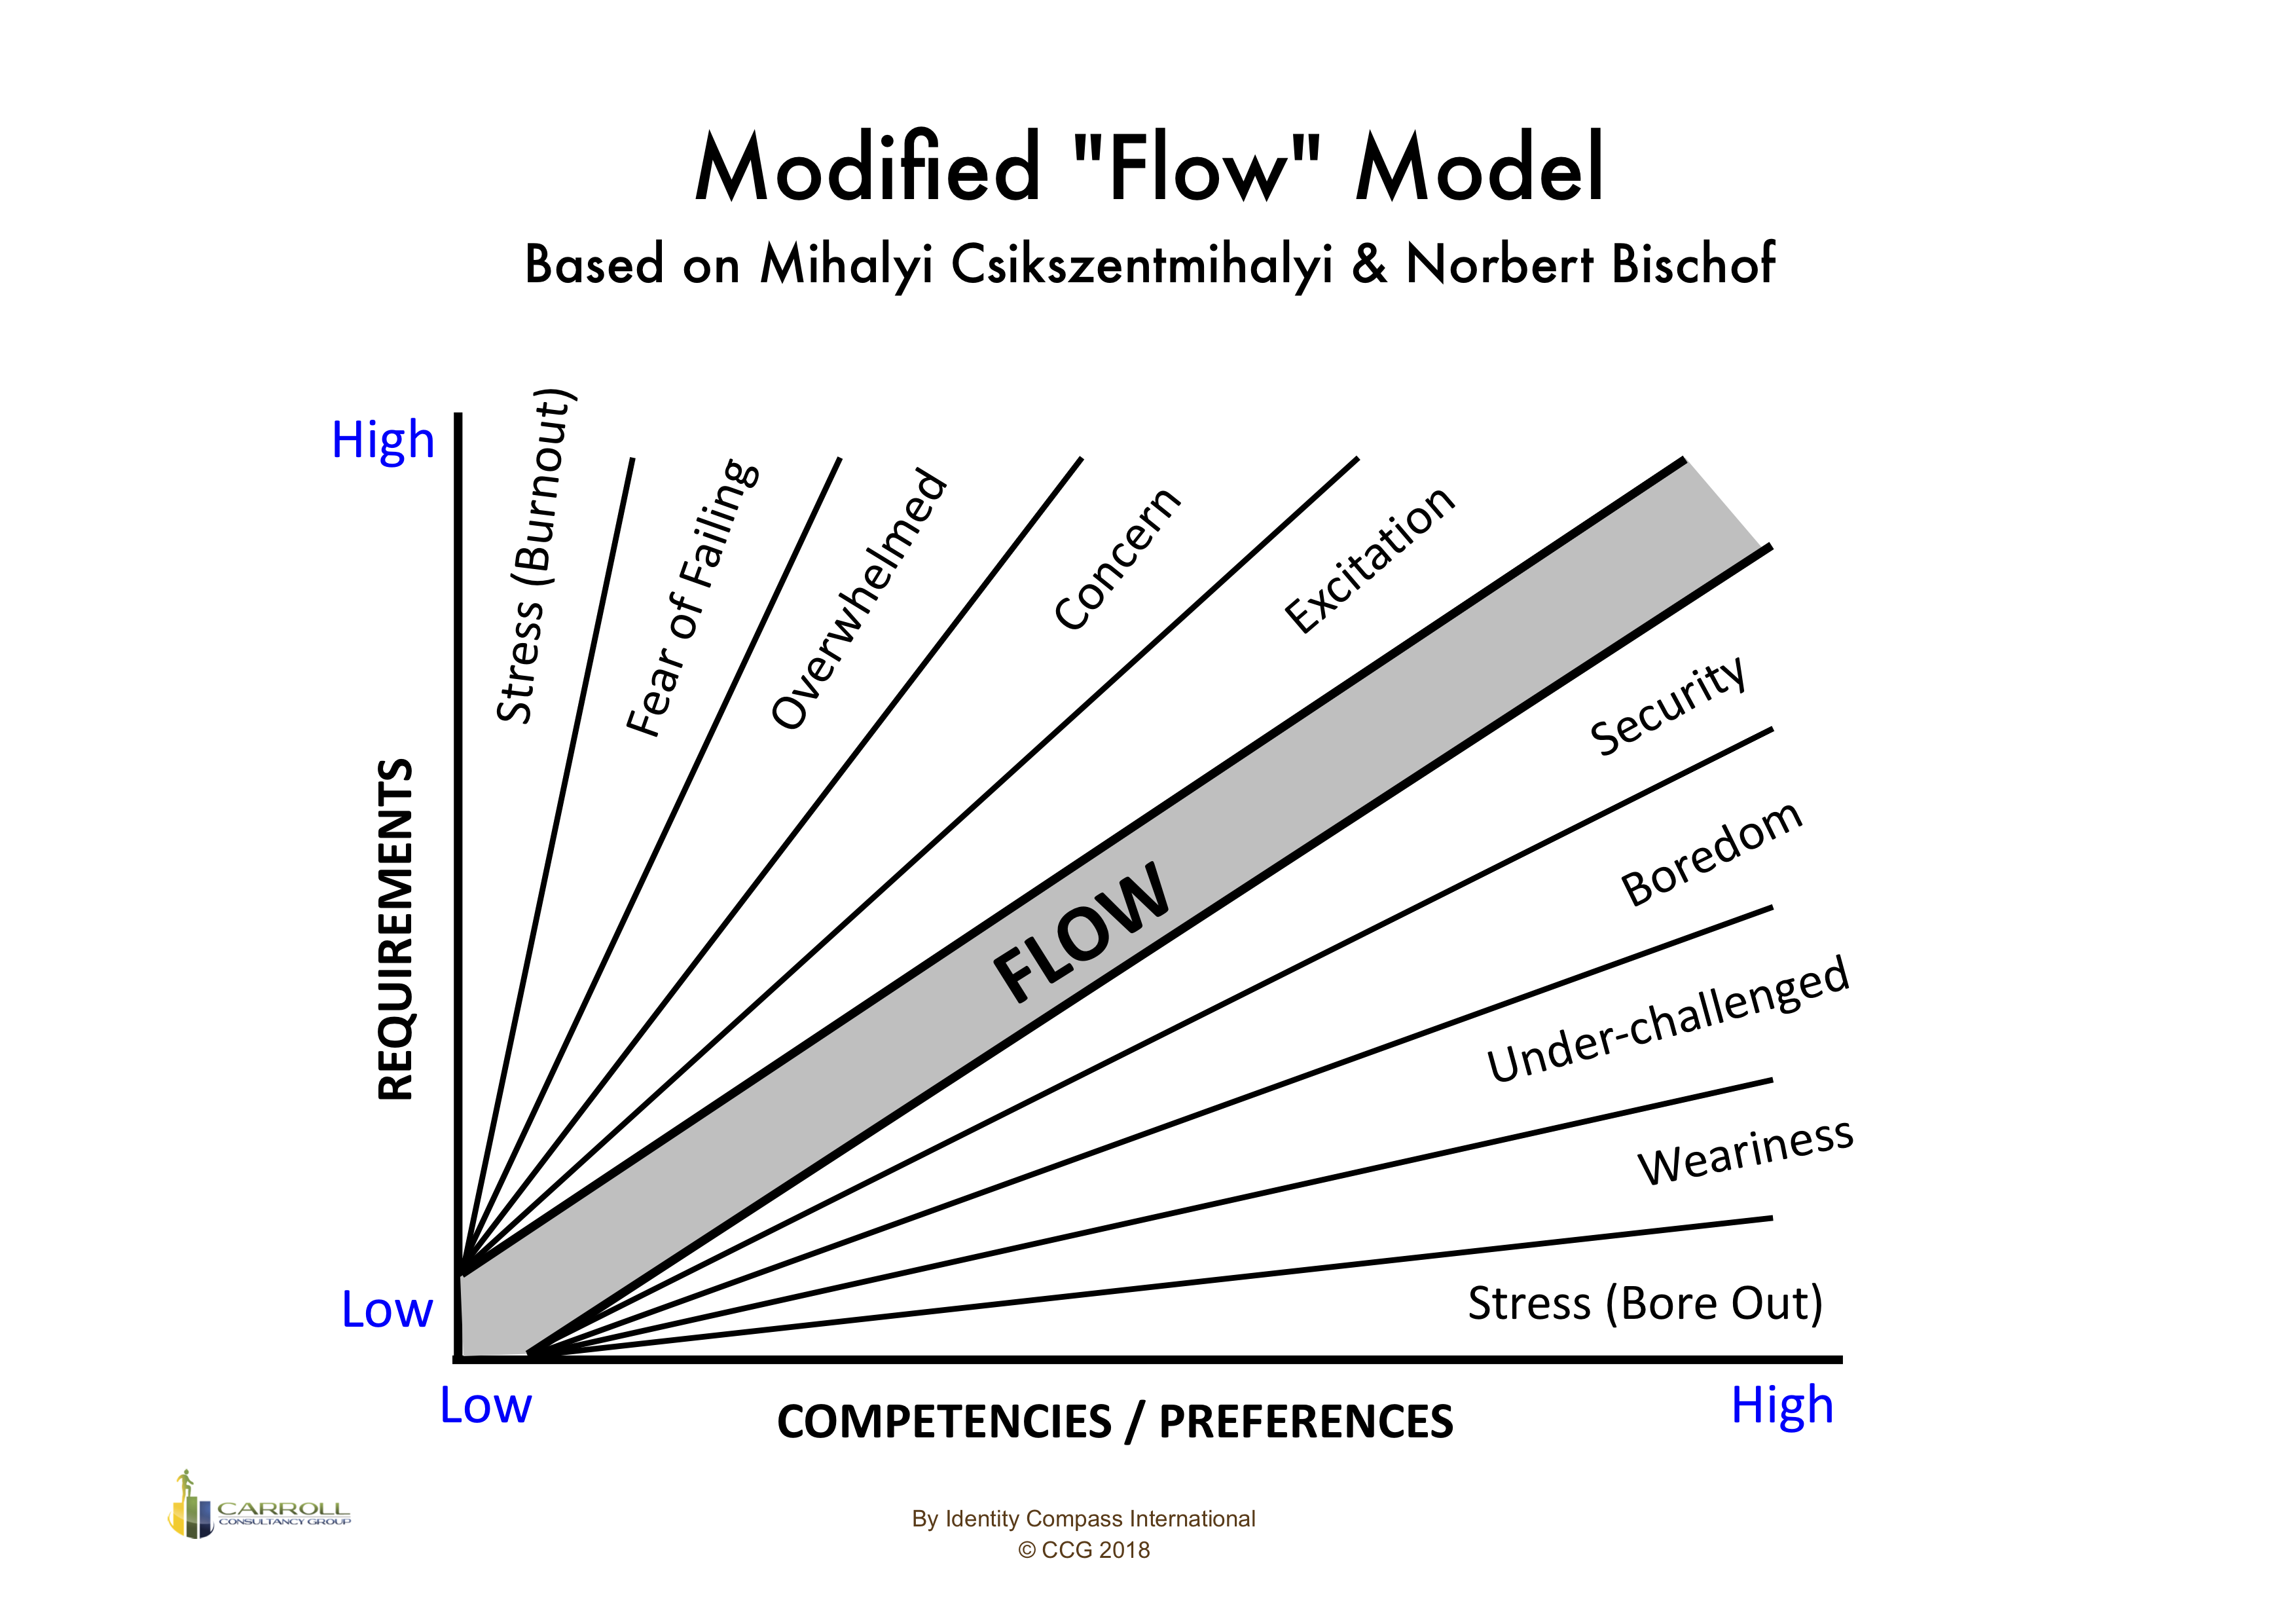 Modified "Flow" Model
Based on Mihalyi Csikszentmihalyi & Norbert Bischof
High
Stress (Burnout)
Fear of Failing
Overwhelmed
Concern
Excitation
FLOW
Security
Boredom
Under-challenged
Weariness
Stress (Bore Out)
REQUIREMENTS
Low
Low
COMPETENCIES / PREFERENCES
High
CARROLL
CONSULTANCY GROUP
By Identity Compass International
© CCG 2018